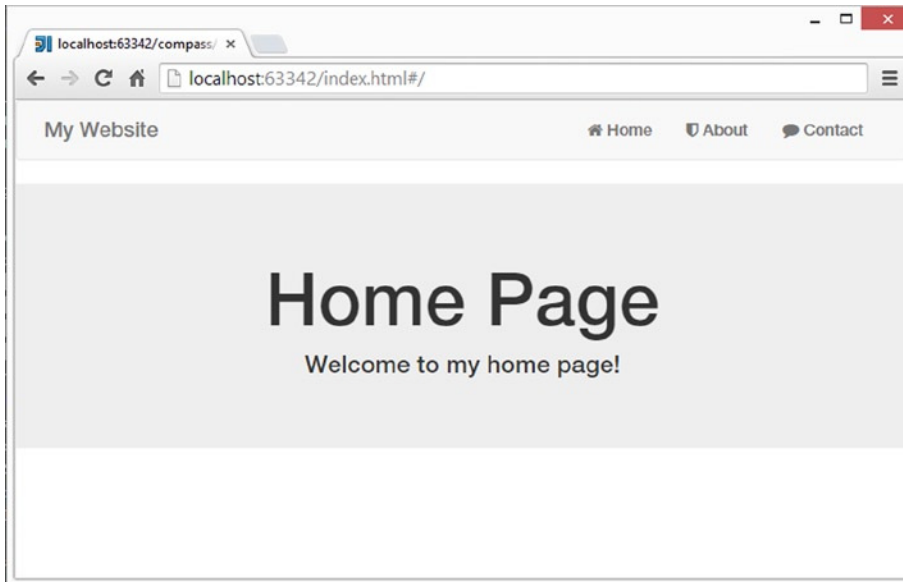 localhost:63342/compass/
localhost:63342/index.html#/
My Website Home About Contact
Home Page
Welcome to my home page!